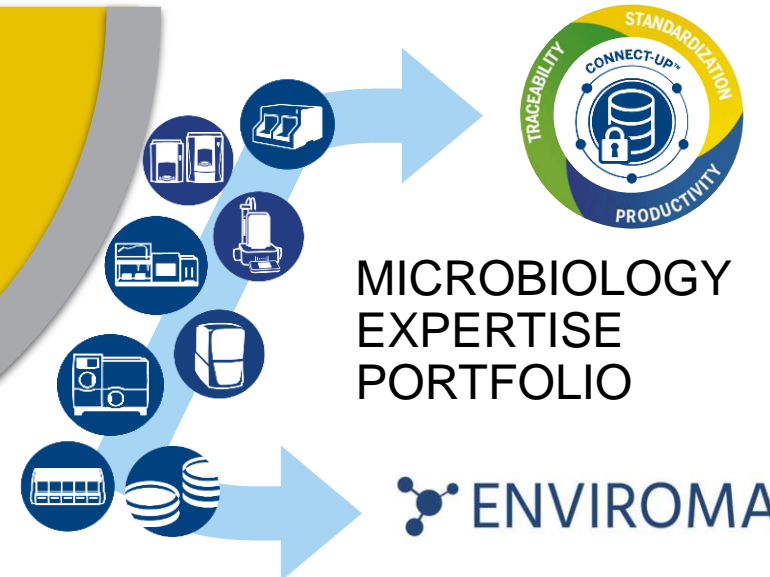 STANDARDIZATION
TRACEABILITY
CONNECT-UP™
PRODUCTIVITY
MICROBIOLOGY
EXPERTISE
PORTFOLIO
ENVIROMA